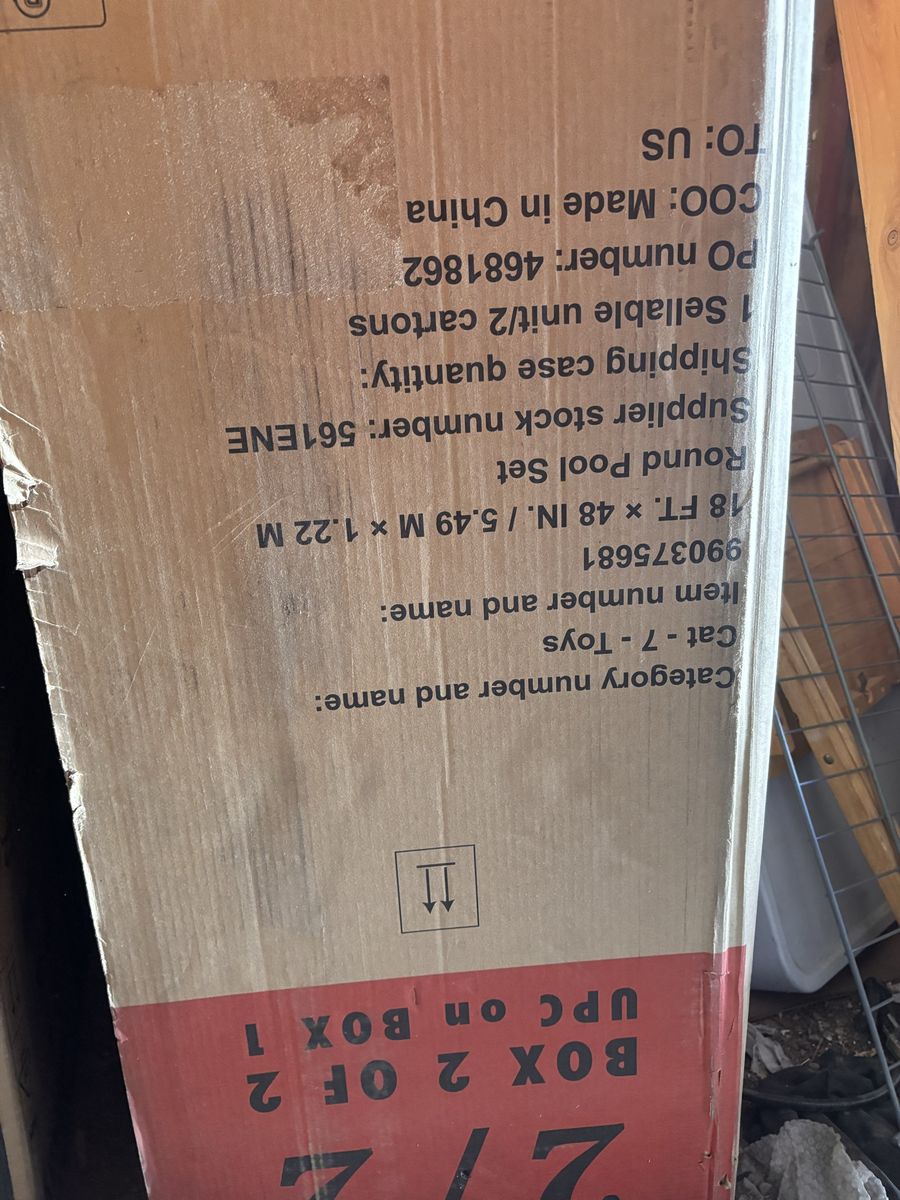 2/2
BOX 2 OF 2
UPC on BOX 1
Category number and name:
Cat - 7 - Toys
Item number and name:
990375681
18 FT. × 48 IN. / 5.49 M × 1.22 M
Round Pool Set
Supplier stock number: 561ENE
Shipping case quantity:
1 Sellable unit/2 cartons
PO number: 4681862
COO: Made in China
TO: US